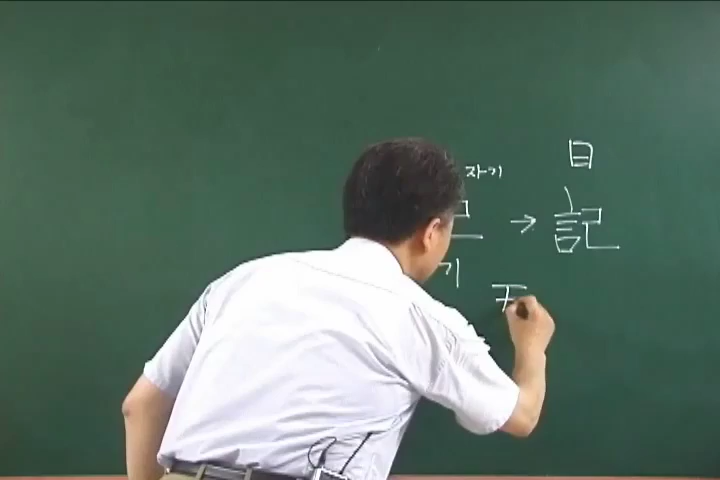 日
자기
→ 記
기